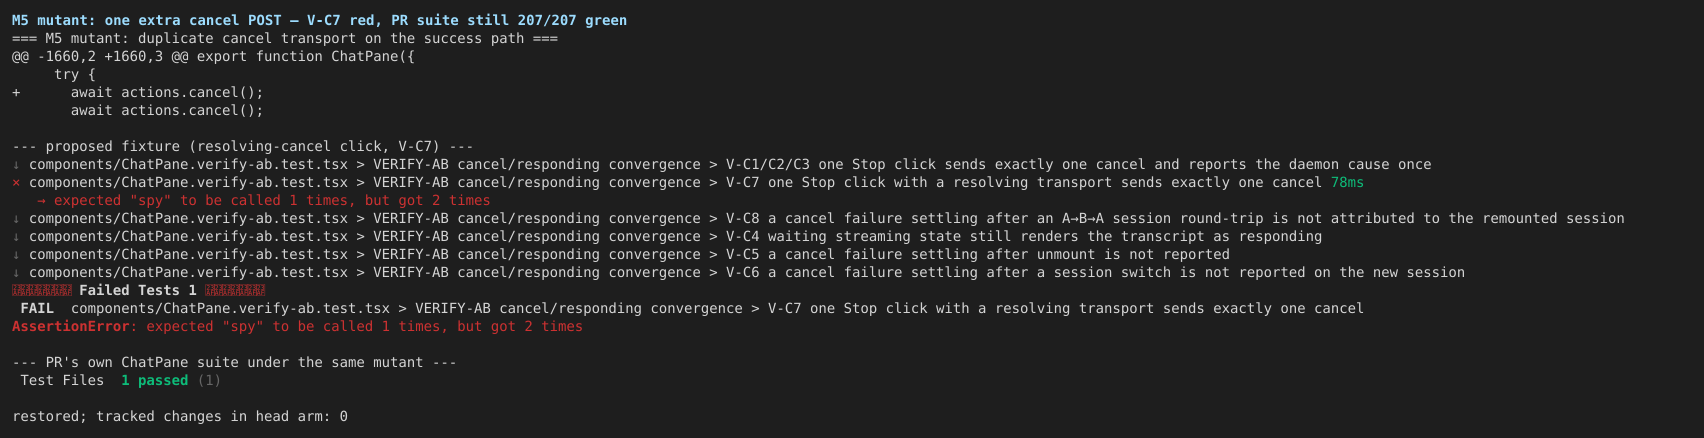 M5 mutant: one extra cancel POST — V-C7 red, PR suite still 207/207 green
=== M5 mutant: duplicate cancel transport on the success path ===
@@ -1660,2 +1660,3 @@ export function ChatPane({
     try {
+      await actions.cancel();
       await actions.cancel();
--- proposed fixture (resolving-cancel click, V-C7) ---
↓ components/ChatPane.verify-ab.test.tsx > VERIFY-AB cancel/responding convergence > V-C1/C2/C3 one Stop click sends exactly one cancel and reports the daemon cause once
× components/ChatPane.verify-ab.test.tsx > VERIFY-AB cancel/responding convergence > V-C7 one Stop click with a resolving transport sends exactly one cancel 78ms
   → expected "spy" to be called 1 times, but got 2 times
↓ components/ChatPane.verify-ab.test.tsx > VERIFY-AB cancel/responding convergence > V-C8 a cancel failure settling after an A→B→A session round-trip is not attributed to the remounted session
↓ components/ChatPane.verify-ab.test.tsx > VERIFY-AB cancel/responding convergence > V-C4 waiting streaming state still renders the transcript as responding
↓ components/ChatPane.verify-ab.test.tsx > VERIFY-AB cancel/responding convergence > V-C5 a cancel failure settling after unmount is not reported
↓ components/ChatPane.verify-ab.test.tsx > VERIFY-AB cancel/responding convergence > V-C6 a cancel failure settling after a session switch is not reported on the new session
Failed Tests 1
 FAIL  components/ChatPane.verify-ab.test.tsx > VERIFY-AB cancel/responding convergence > V-C7 one Stop click with a resolving transport sends exactly one cancel
AssertionError: expected "spy" to be called 1 times, but got 2 times
--- PR's own ChatPane suite under the same mutant ---
 Test Files  1 passed (1)
restored; tracked changes in head arm: 0